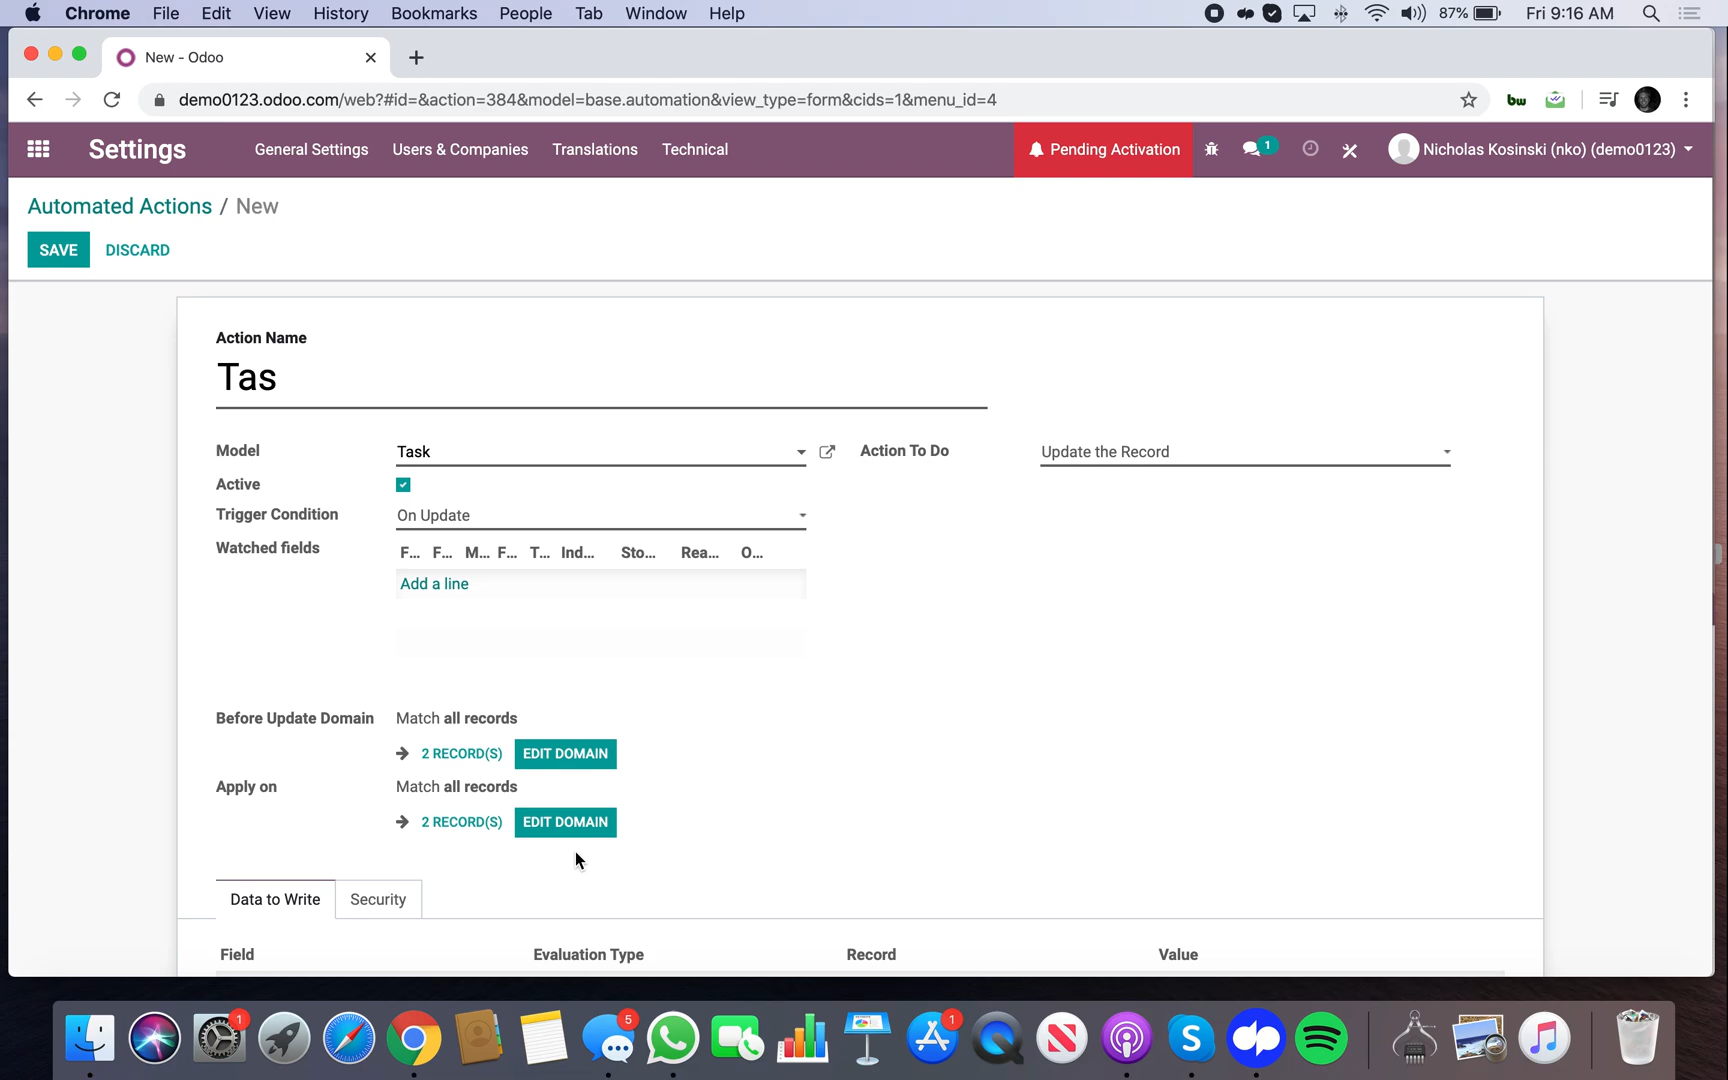 Chrome File Edit View History Bookmarks People Tab Window Help 87% Fri 9:16 AM
New - Odoo
demo0123.odoo.com/web?#id=&action=384&model=base.automation&view_type=form&cids=1&menu_id=4 bw
Settings General Settings Users & Companies Translations Technical Pending Activation 1 Nicholas Kosinski (nko) (demo0123)
Automated Actions / New
SAVE DISCARD
Action Name
Tas
Model Task Action To Do Update the Record
Active
Trigger Condition On Update
Watched fields F... F... M... F... T... Ind... Sto... Rea... O...
Add a line
Before Update Domain Match all records
2 RECORD(S) EDIT DOMAIN
Apply on Match all records
2 RECORD(S) EDIT DOMAIN
Data to Write Security
Field Evaluation Type Record Value
1 5 1